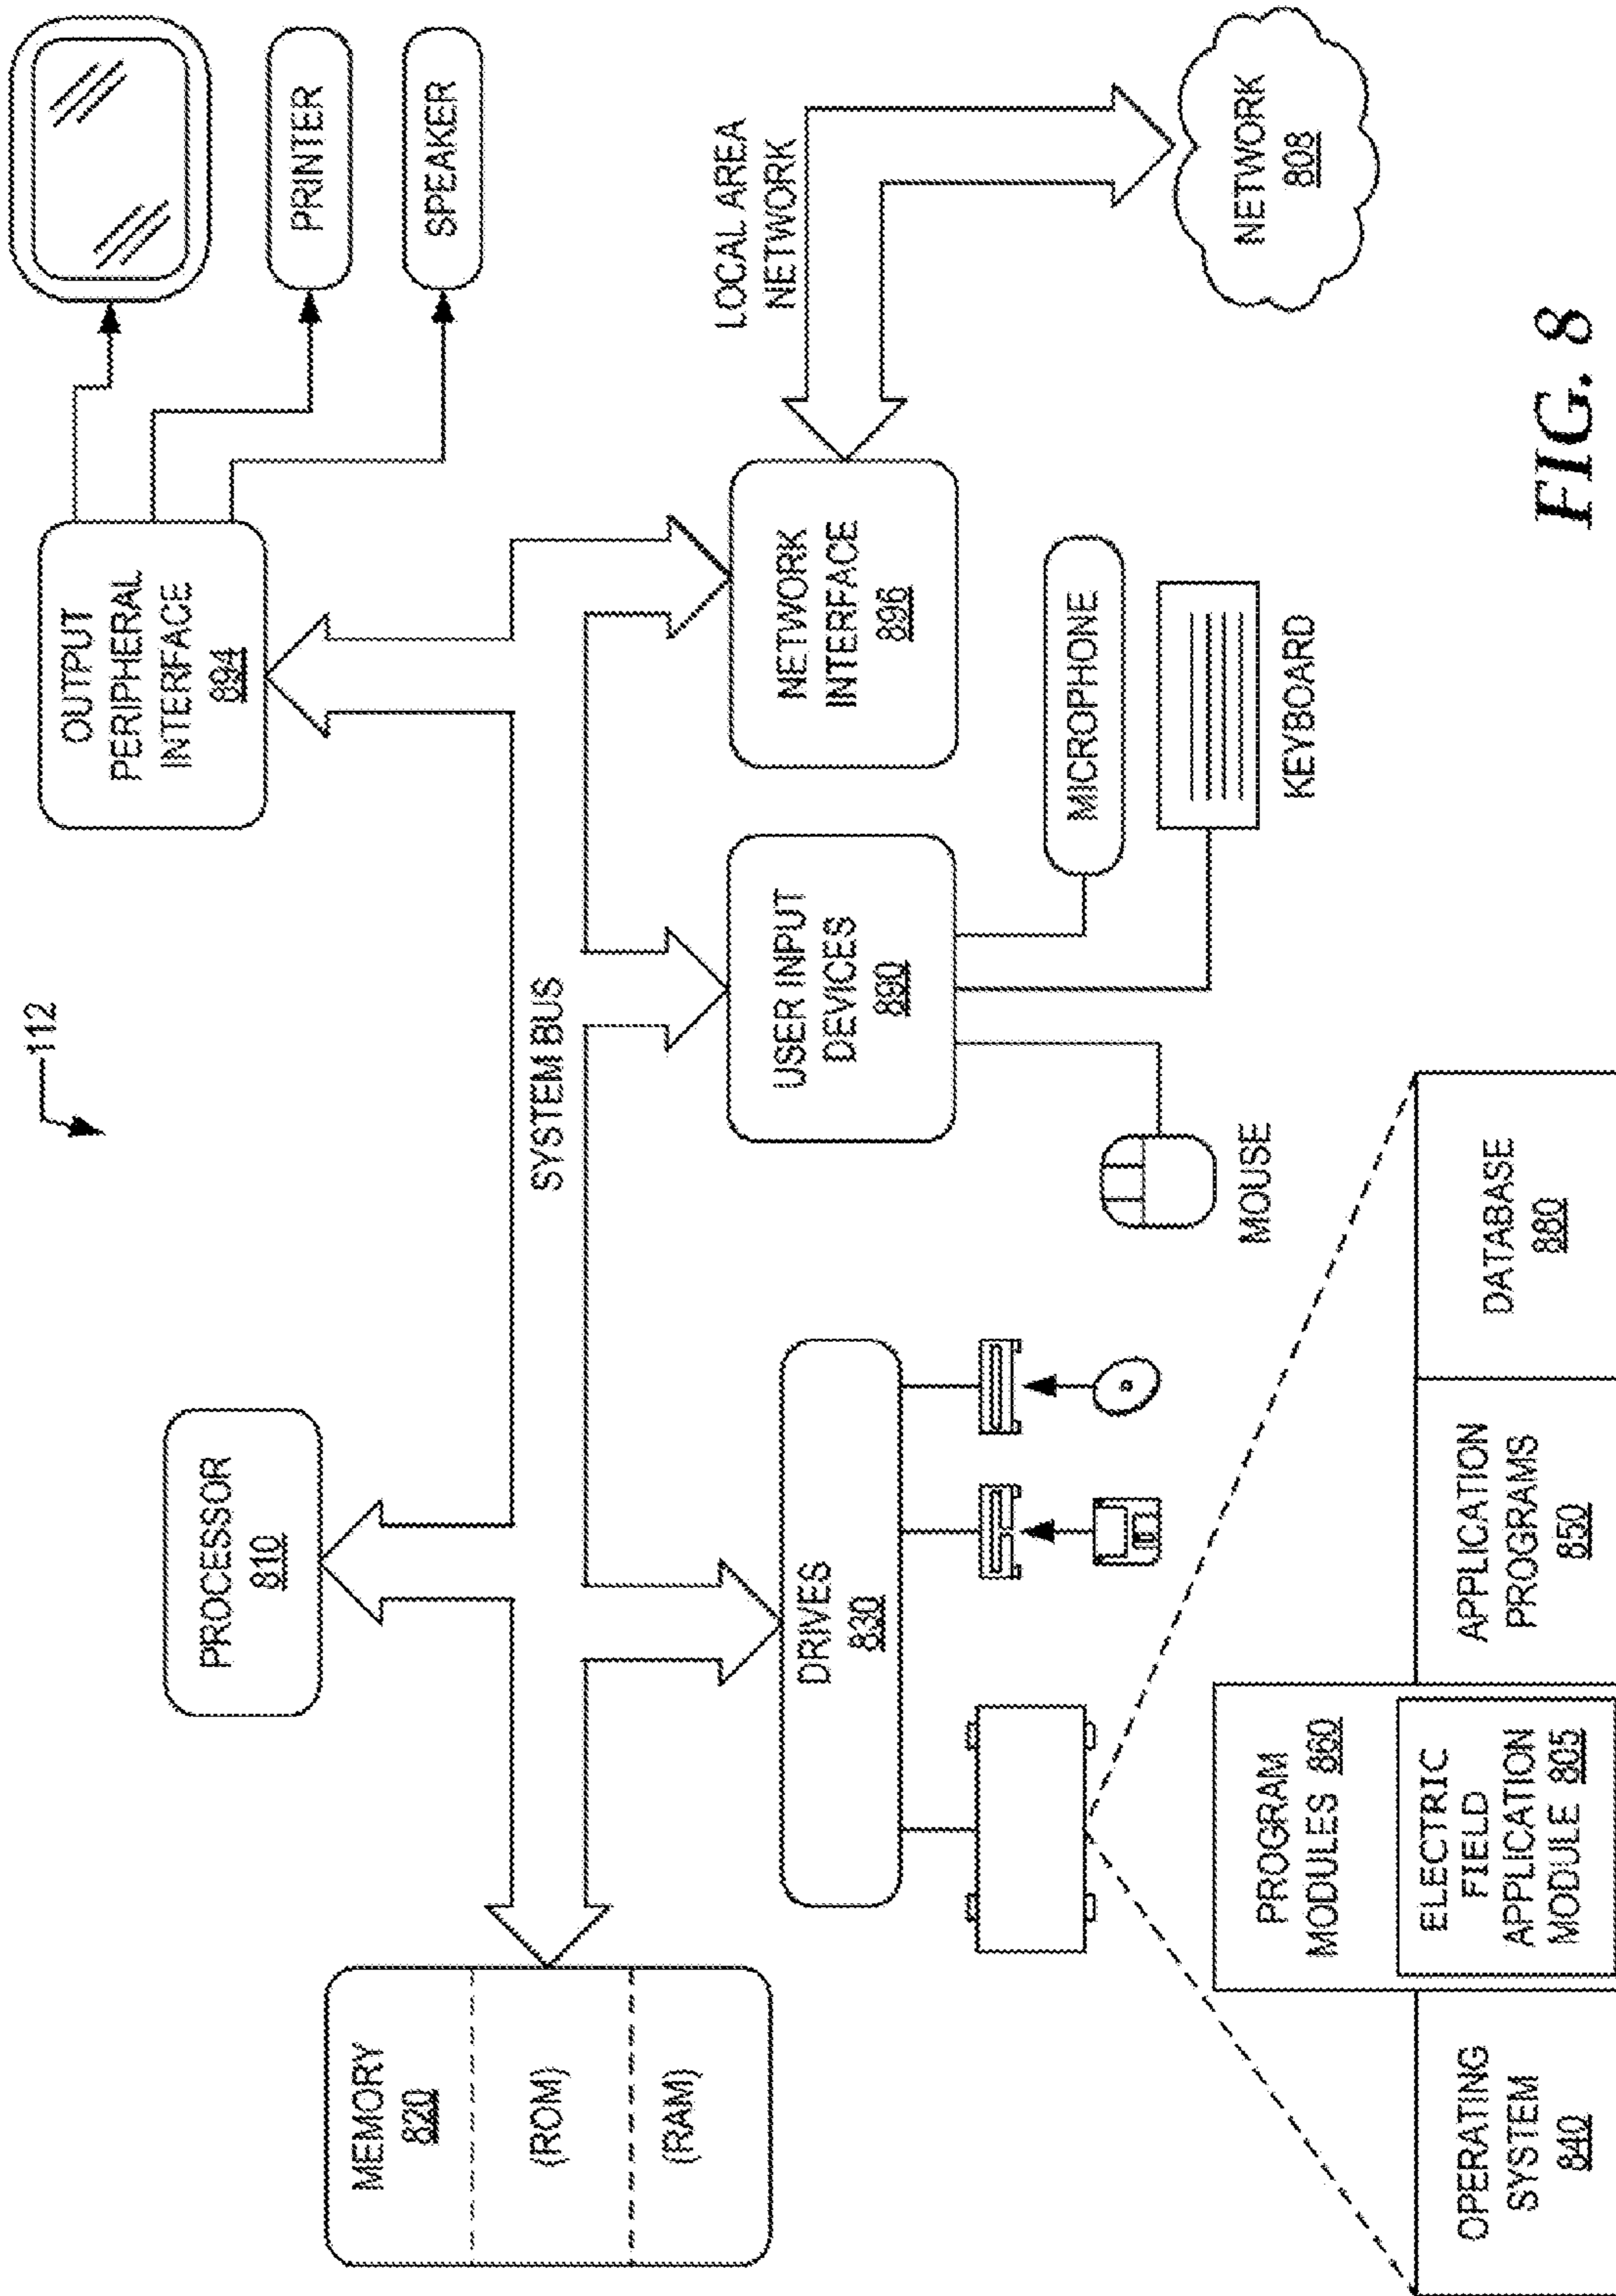 112
PROCESSOR
810
OUTPUT
PERIPHERAL
INTERFACE
894
PRINTER
SPEAKER
MEMORY
820
(ROM)
(RAM)
SYSTEM BUS
LOCAL AREA
NETWORK
DRIVES
830
USER INPUT
DEVICES
890
NETWORK
INTERFACE
896
MICROPHONE
MOUSE
KEYBOARD
NETWORK
808
OPERATING
SYSTEM
840
PROGRAM
MODULES 860
ELECTRIC
FIELD
APPLICATION
MODULE 805
APPLICATION
PROGRAMS
850
DATABASE
880
FIG. 8